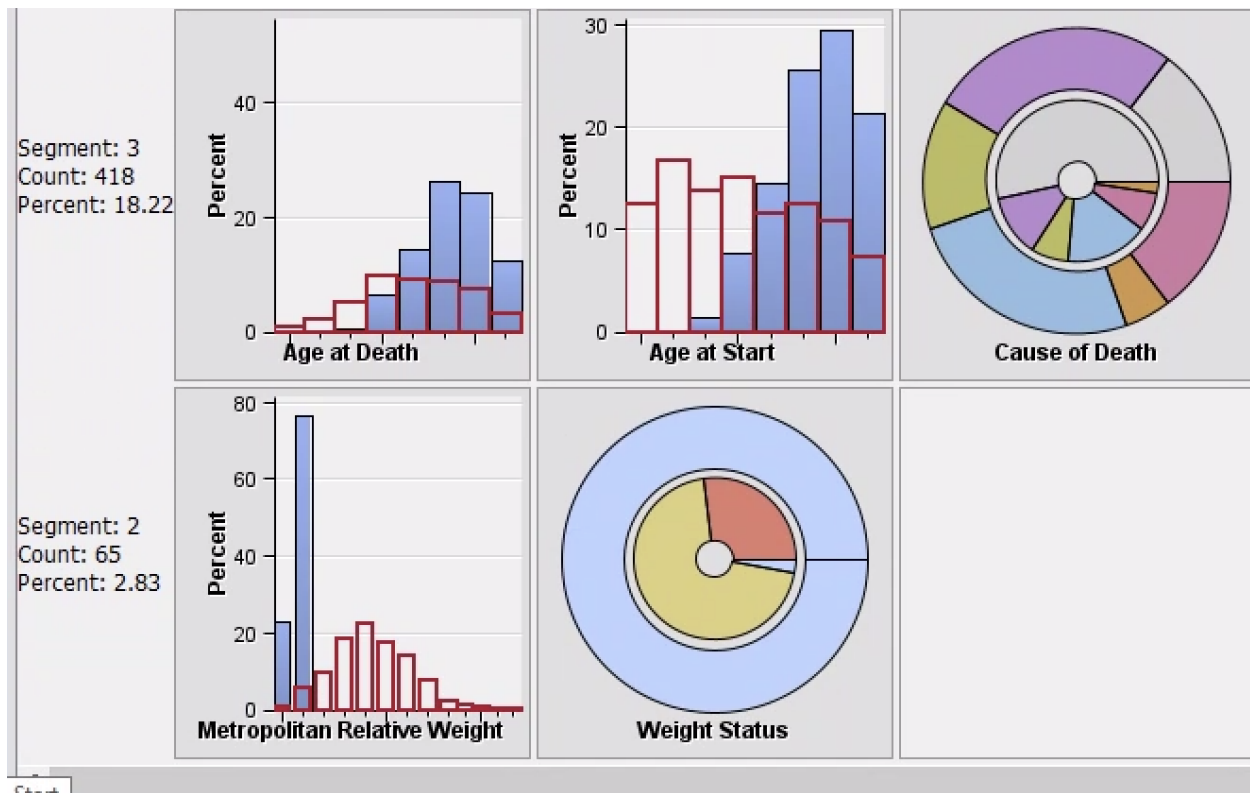 Segment: 3
Count: 418
Percent: 18.22
Percent
40
20
0
Age at Death
Percent
30
20
10
0
Age at Start
Cause of Death
Segment: 2
Count: 65
Percent: 2.83
Percent
80
60
40
20
0
Metropolitan Relative Weight
Weight Status
Start